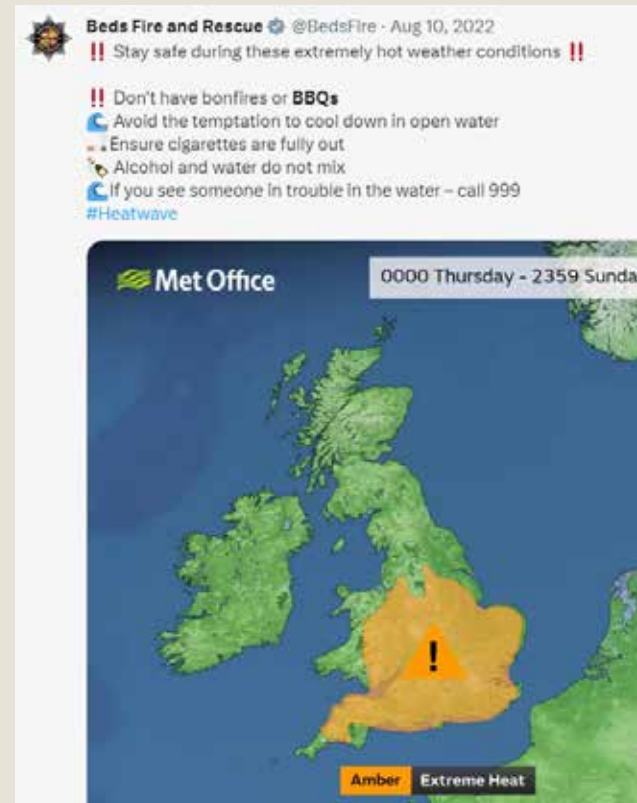 Beds Fire and Rescue @BedsFire · Aug 10, 2022
‼️ Stay safe during these extremely hot weather conditions ‼️
‼️ Don't have bonfires or BBQs
🌊 Avoid the temptation to cool down in open water
🚬 Ensure cigarettes are fully out
🍾 Alcohol and water do not mix
🌊 If you see someone in trouble in the water – call 999
#Heatwave
Met Office
0000 Thursday - 2359 Sunda
!
Amber Extreme Heat